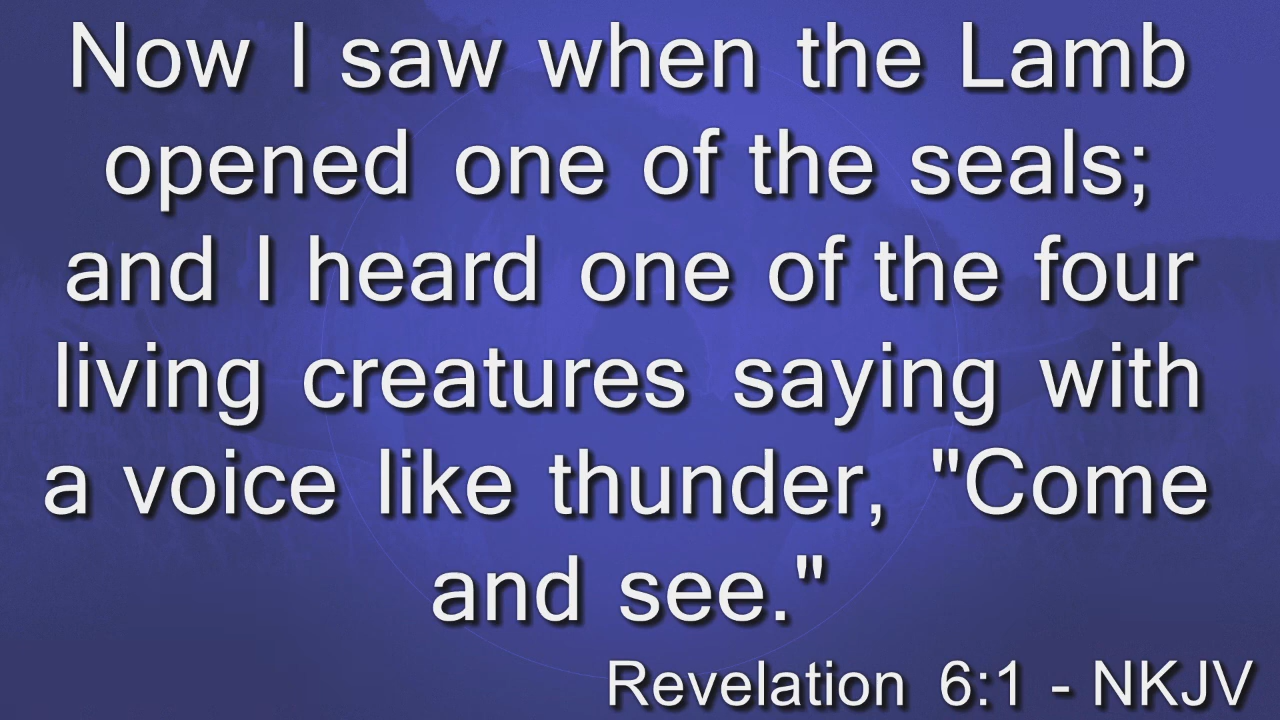 Now I saw when the Lamb
opened one of the seals;
and I heard one of the four
living creatures saying with
a voice like thunder, "Come
and see."
Revelation 6:1 - NKJV